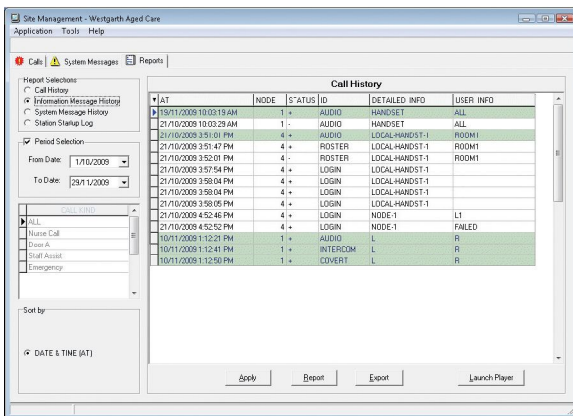 Site Management - Westgarth Aged Care
Application Tools Help
Calls System Messages Reports
Report Selections
Call History
Information Message History
System Message History
Station Startup Log
Period Selection
From Date: 1/10/2009
To Date: 29/11/2009
CALL KIND
ALL
Nurse Call
Door A
Staff Assist
Emergency
Sort by
DATE & TINE (AT)
Call History
AT NODE STATUS ID DETAILED INFO USER INFO
19/11/2009 10:03:19 AM 1 + AUDIO HANDSET ALL
21/10/2009 10:03:29 AM 1 - AUDIO HANDSET ALL
21/10/2009 3:51:01 PM 4 + AUDIO LOCAL-HANDST-1 ROOM1
21/10/2009 3:51:47 PM 4 + ROSTER LOCAL-HANDST-1 ROOM1
21/10/2009 3:52:01 PM 4 - ROSTER LOCAL-HANDST-1 ROOM1
21/10/2009 3:57:54 PM 4 + LOGIN LOCAL-HANDST-1
21/10/2009 3:58:04 PM 4 + LOGIN LOCAL-HANDST-1
21/10/2009 3:58:04 PM 4 + LOGIN LOCAL-HANDST-1
21/10/2009 3:58:05 PM 4 + LOGIN LOCAL-HANDST-1
21/10/2009 4:52:46 PM 4 + LOGIN NODE-1 L1
21/10/2009 4:52:52 PM 4 + LOGIN NODE-1 FAILED
10/11/2009 1:12:21 PM 1 + AUDIO L R
10/11/2009 1:12:41 PM 1 + INTERCOM L R
10/11/2009 1:12:50 PM 1 + COVERT L R
Apply Report Export Launch Player